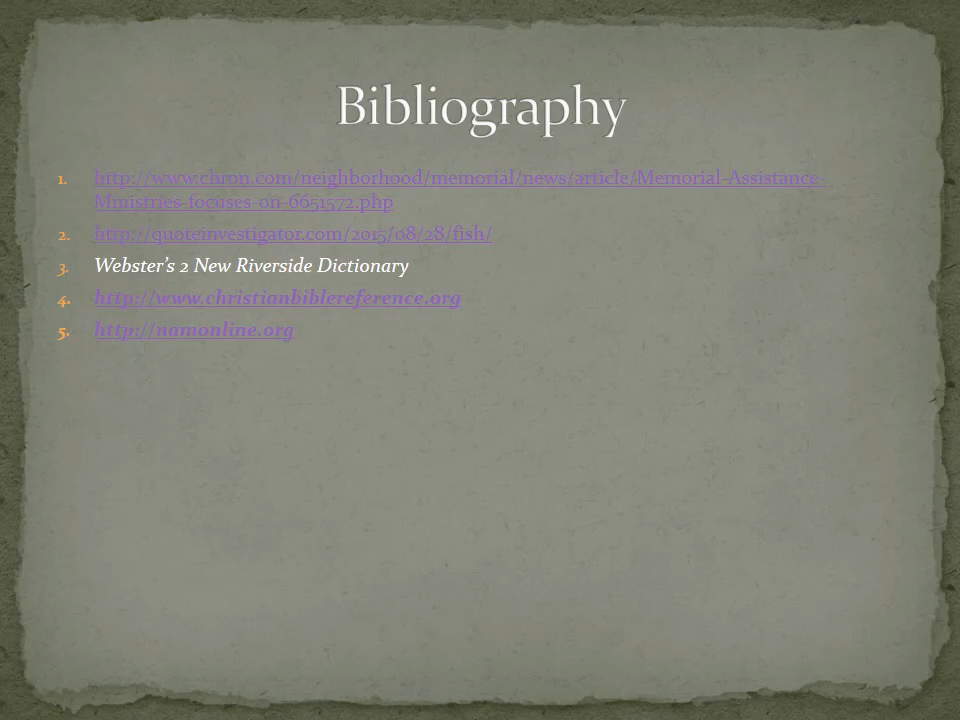 Bibliography
1. http://www.chron.com/neighborhood/memorial/news/article/Memorial-Assistance-
Ministries-focuses-on-6651572.php
2. http://quoteinvestigator.com/2015/08/28/fish/
3. Webster's 2 New Riverside Dictionary
4. http://www.christianbiblereference.org
5. http://namonline.org